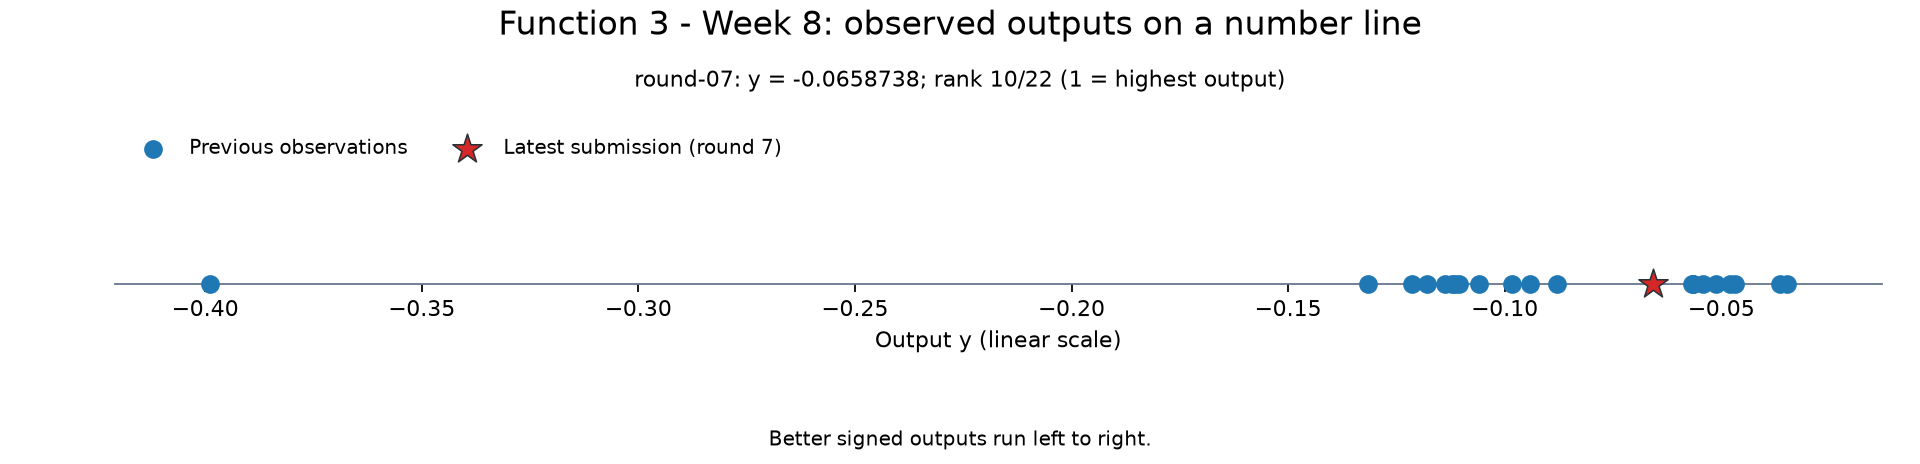 Function 3 - Week 8: observed outputs on a number line
round-07: y = -0.0658738; rank 10/22 (1 = highest output)
Previous observations
Latest submission (round 7)
−0.40
−0.35
−0.30
−0.25
−0.20
−0.15
−0.10
−0.05
Output y (linear scale)
Better signed outputs run left to right.